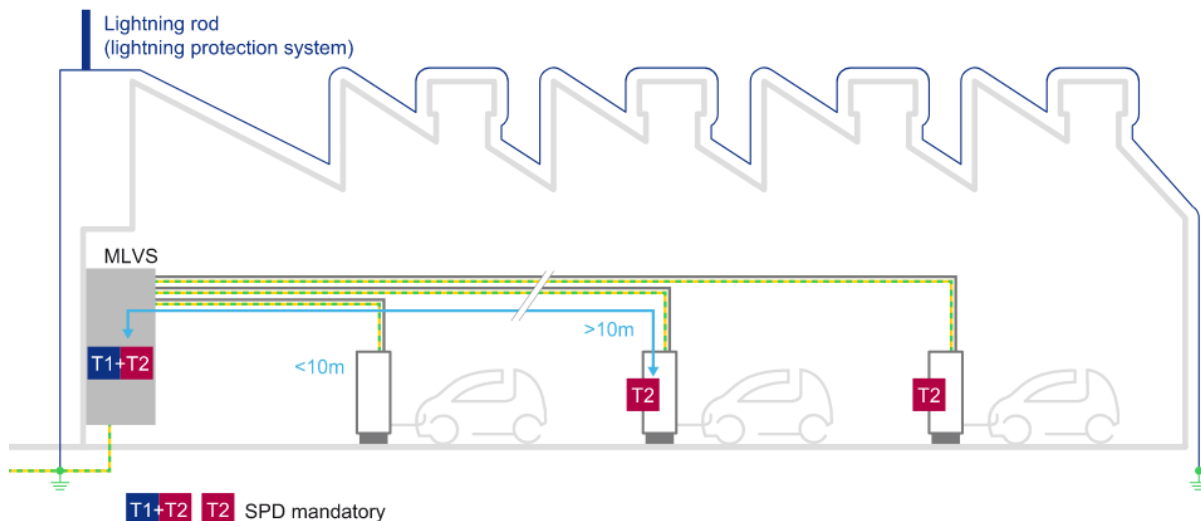 Lightning rod
(lightning protection system)
MLVS
>10m
T1+T2
<10m
T2
T2
T1+T2 T2 SPD mandatory